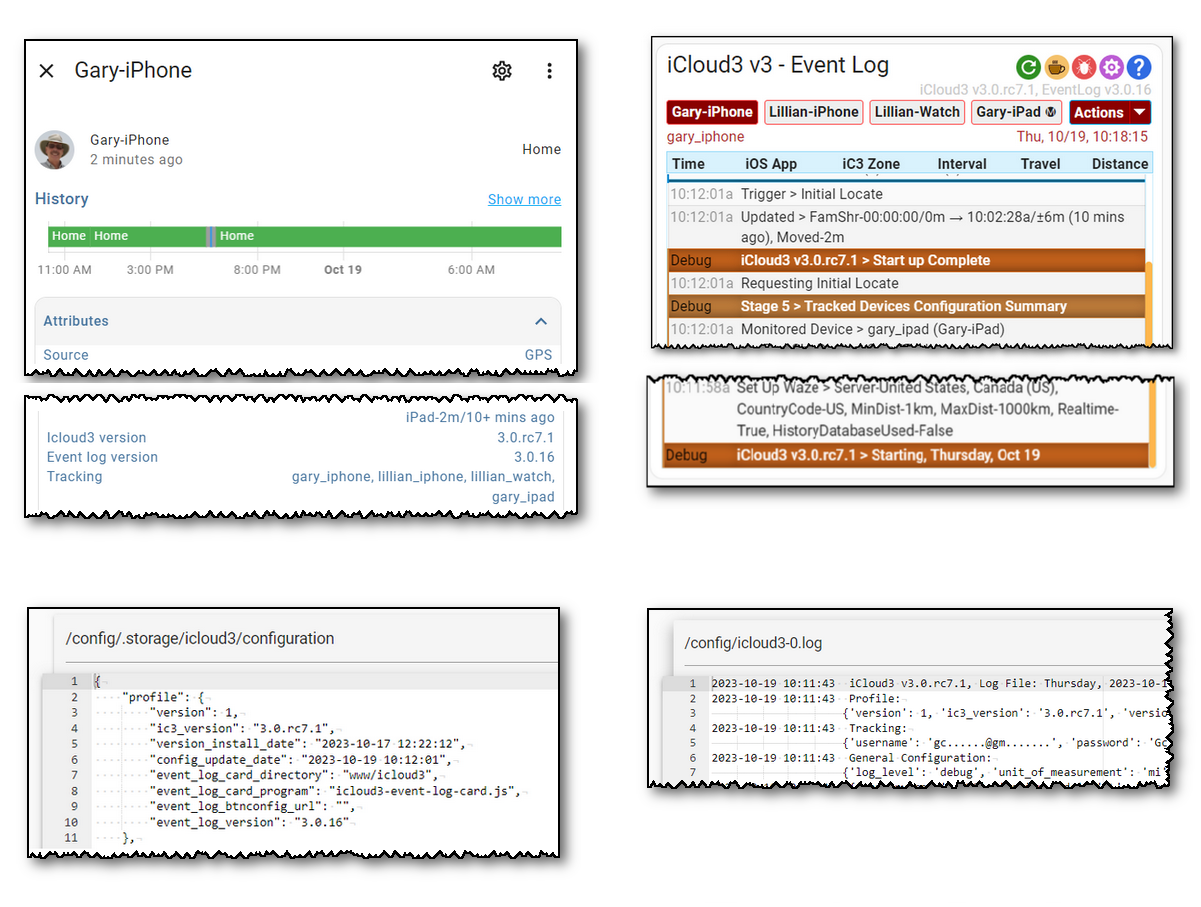 Gary-iPhone
Gary-iPhone
2 minutes ago
Home
History
Show more
Home Home Home
11:00 AM 3:00 PM 8:00 PM Oct 19 6:00 AM
Attributes
Source GPS
iPad-2m/10+ mins ago
Icloud3 version 3.0.rc7.1
Event log version 3.0.16
Tracking gary_iphone, lillian_iphone, lillian_watch,
gary_ipad
iCloud3 v3 - Event Log
iCloud3 v3.0.rc7.1, EventLog v3.0.16
Gary-iPhone Lillian-iPhone Lillian-Watch Gary-iPad Ⓜ Actions
gary_iphone Thu, 10/19, 10:18:15
Time iOS App iC3 Zone Interval Travel Distance
10:12:01a Trigger > Initial Locate
10:12:01a Updated > FamShr-00:00:00/0m → 10:02:28a/±6m (10 mins
ago), Moved-2m
Debug iCloud3 v3.0.rc7.1 > Start up Complete
10:12:01a Requesting Initial Locate
Debug Stage 5 > Tracked Devices Configuration Summary
10:12:01a Monitored Device > gary_ipad (Gary-iPad)
10:11:58a Set Up Waze > Server-United States, Canada (US),
CountryCode-US, MinDist-1km, MaxDist-1000km, Realtime-
True, HistoryDatabaseUsed-False
Debug iCloud3 v3.0.rc7.1 > Starting, Thursday, Oct 19
/config/.storage/icloud3/configuration
1 {
2 "profile": {
3 "version": 1,
4 "ic3_version": "3.0.rc7.1",
5 "version_install_date": "2023-10-17 12:22:12",
6 "config_update_date": "2023-10-19 10:12:01",
7 "event_log_card_directory": "www/icloud3",
8 "event_log_card_program": "icloud3-event-log-card.js",
9 "event_log_btnconfig_url": "",
10 "event_log_version": "3.0.16"
11 },
/config/icloud3-0.log
1 2023-10-19 10:11:43 iCloud3 v3.0.rc7.1, Log File: Thursday, 2023-10-1
2 2023-10-19 10:11:43 Profile:
3 {'version': 1, 'ic3_version': '3.0.rc7.1', 'versio
4 2023-10-19 10:11:43 Tracking:
5 {'username': 'gc......@gm.......', 'password': 'Gc
6 2023-10-19 10:11:43 General Configuration:
7 {'log_level': 'debug', 'unit_of_measurement': 'mi'